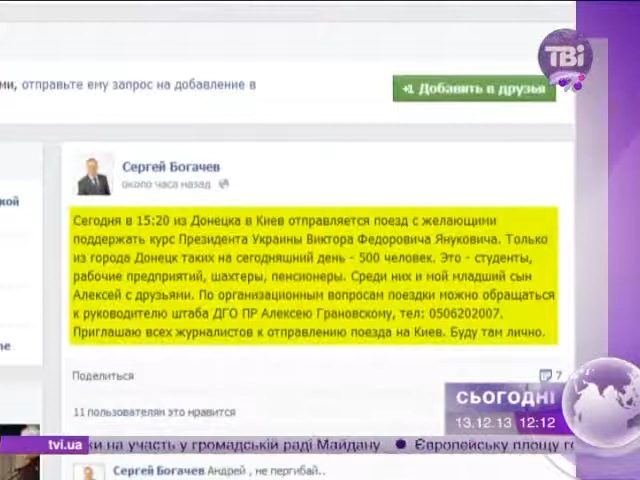 ТВі
ми, отправьте ему запрос на добавление в
+1 Добавить в друзья
Сергей Богачев
около часа назад
кой
Сегодня в 15:20 из Донецка в Киев отправляется поезд с желающими
поддержать курс Президента Украины Виктора Федоровича Януковича. Только
из города Донецк таких на сегодняшний день - 500 человек. Это - студенты,
рабочие предприятий, шахтеры, пенсионеры. Среди них и мой младший сын
Алексей с друзьями. По организационным вопросам поездки можно обращаться
к руководителю штаба ДГО ПР Алексею Грановскому, тел: 0506202007.
Приглашаю всех журналистов к отправлению поезда на Киев. Буду там лично.
Поделиться
7
11 пользователям это нравится
СЬОГОДНІ
13.12.13 12:12
tvi.ua ки на участь у громадській раді Майдану ● Європейську площу го
Сергей Богачев Андрей , не пергибай..